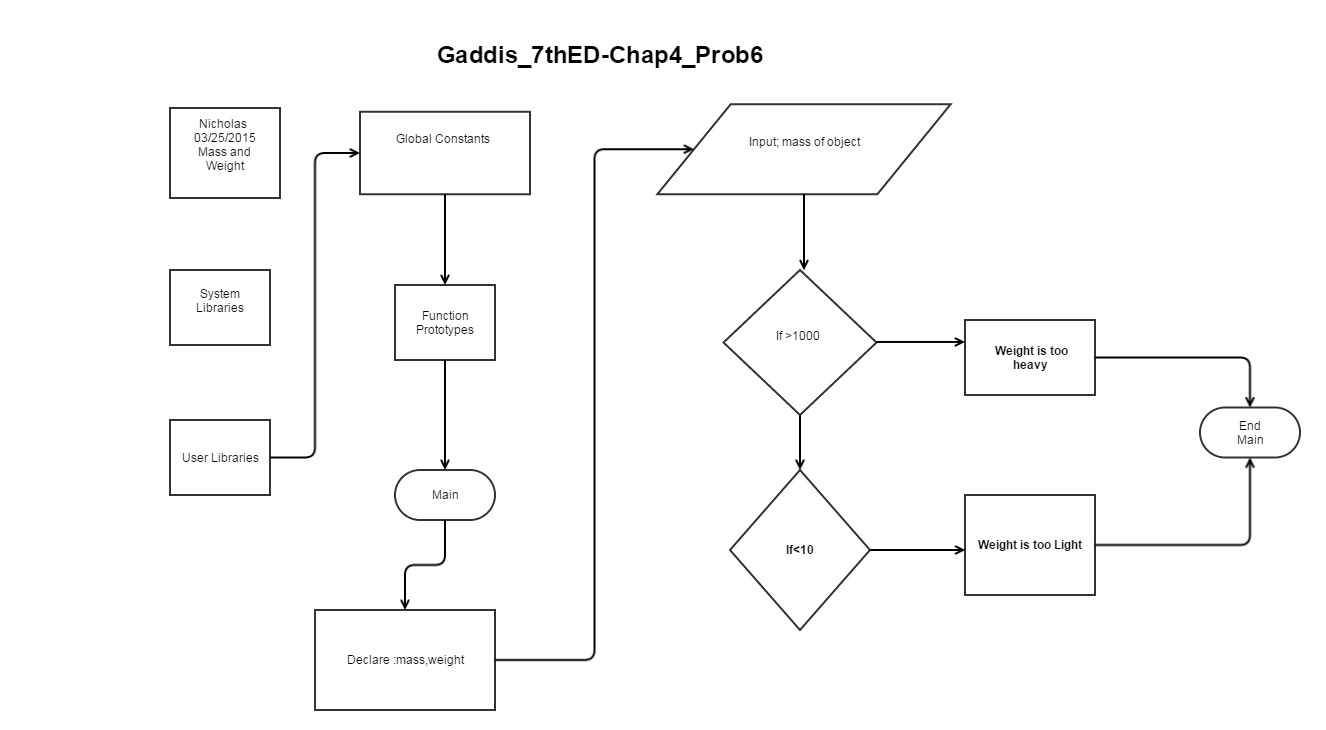 Gaddis_7thED-Chap4_Prob6
Nicholas
03/25/2015
Mass and
Weight
System
Libraries
User Libraries
Global Constants
Function
Prototypes
Main
Declare :mass,weight
Input; mass of object
If >1000
Weight is too
heavy
If<10
Weight is too Light
End
Main